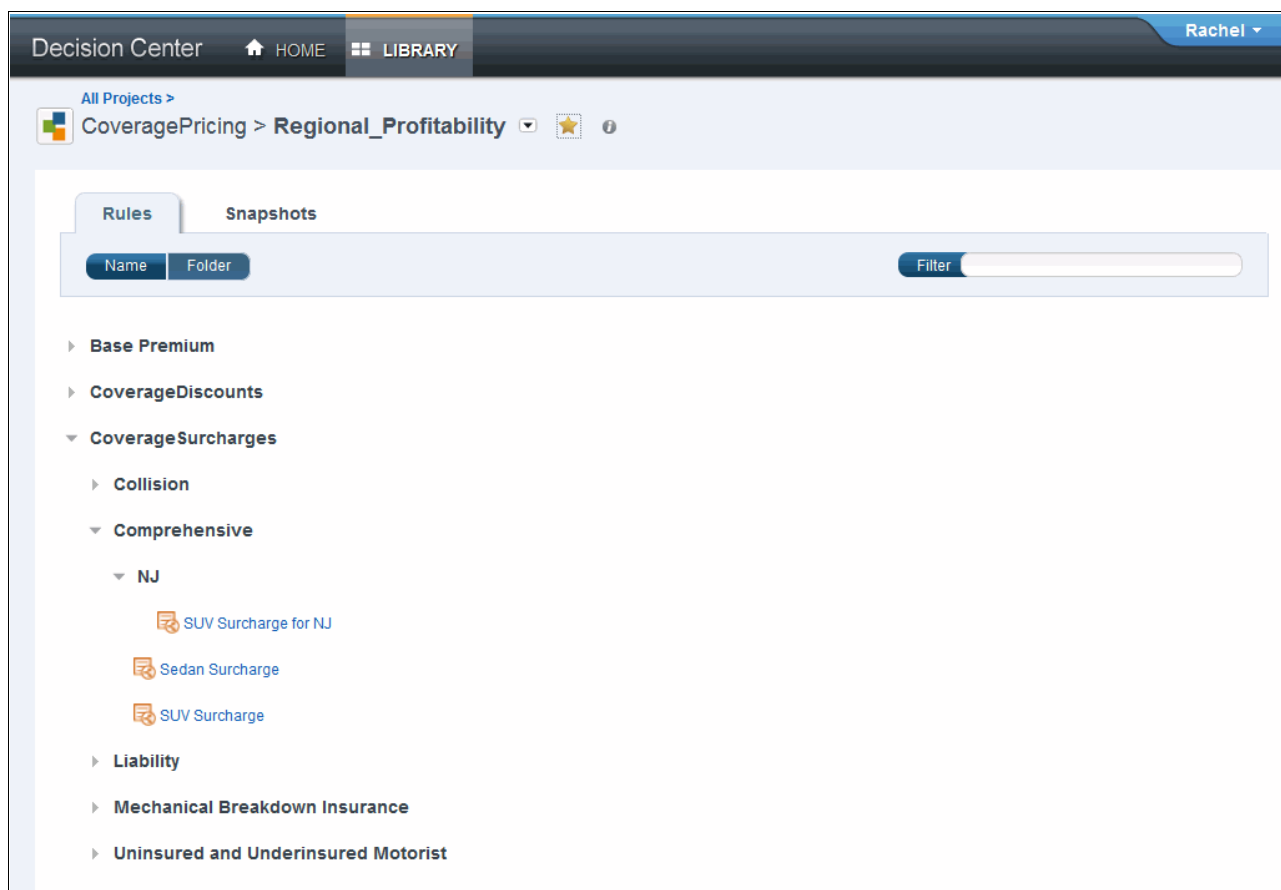 Decision Center HOME LIBRARY Rachel
All Projects >
CoveragePricing > Regional_Profitability
Rules Snapshots
Name Folder Filter
Base Premium
CoverageDiscounts
CoverageSurcharges
Collision
Comprehensive
NJ
SUV Surcharge for NJ
Sedan Surcharge
SUV Surcharge
Liability
Mechanical Breakdown Insurance
Uninsured and Underinsured Motorist